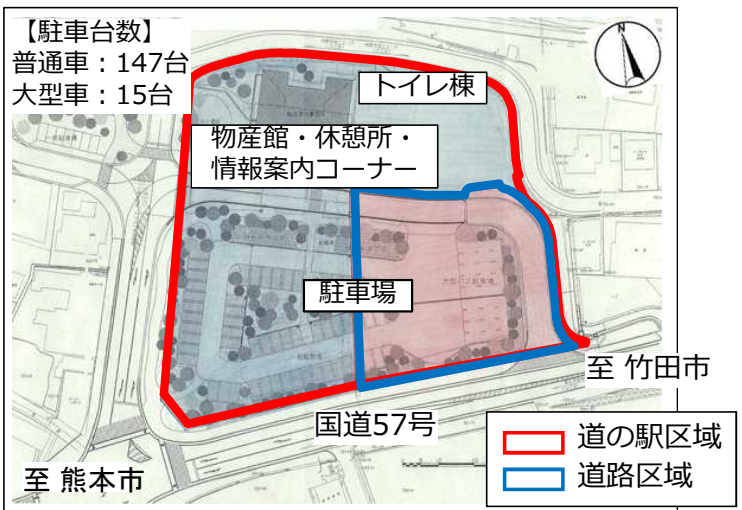 【駐車台数】
普通車：147台
大型車：15台
トイレ棟
物産館・休憩所・
情報案内コーナー
駐車場
至 竹田市
国道57号
至 熊本市
道の駅区域
道路区域